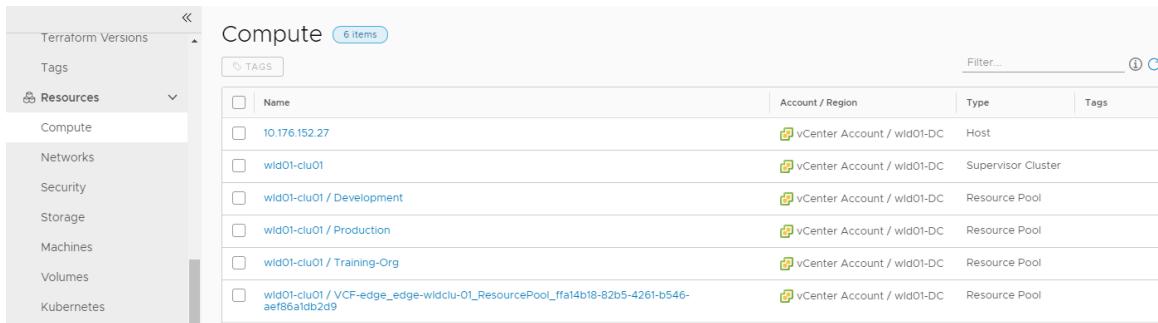 Terraform Versions
Tags
Resources
Compute
Networks
Security
Storage
Machines
Volumes
Kubernetes
Compute 6 items
TAGS
Filter...
Name Account / Region Type Tags
10.176.152.27 vCenter Account / wld01-DC Host
wld01-clu01 vCenter Account / wld01-DC Supervisor Cluster
wld01-clu01 / Development vCenter Account / wld01-DC Resource Pool
wld01-clu01 / Production vCenter Account / wld01-DC Resource Pool
wld01-clu01 / Training-Org vCenter Account / wld01-DC Resource Pool
wld01-clu01 / VCF-edge_edge-wldclu-01_ResourcePool_ffa14b18-82b5-4261-b546- vCenter Account / wld01-DC Resource Pool
aef86a1db2d9